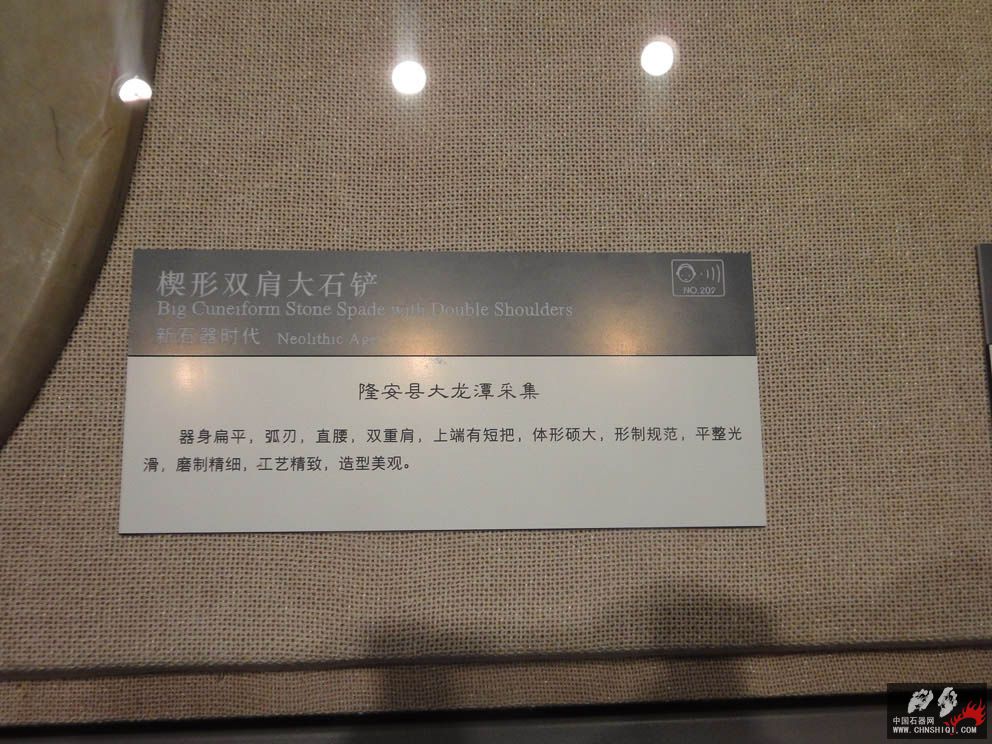 楔形双肩大石铲
NO.207
Big Cuneiform Stone Spade with Double Shoulders
新石器时代 Neolithic Age
隆安县大龙潭采集
器身扁平，弧刃，直腰，双重肩，上端有短把，体形硕大，形制规范，平整光
滑，磨制精细，工艺精致，造型美观。
中国石器网
WWW.CHNSHIQI.COM